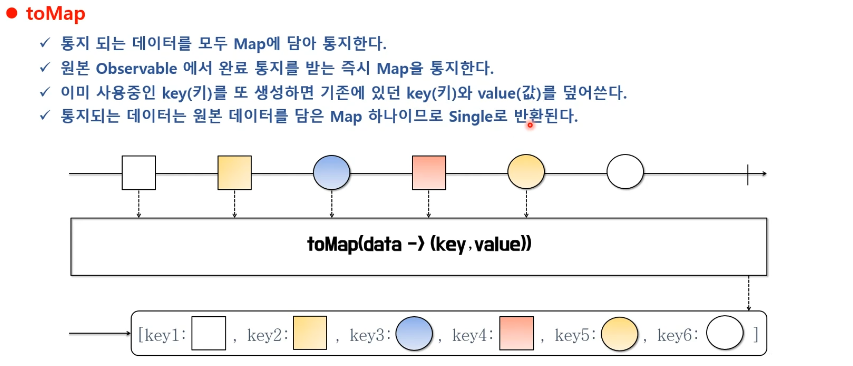 ● toMap
✓ 통지 되는 데이터를 모두 Map에 담아 통지한다.
✓ 원본 Observable 에서 완료 통지를 받는 즉시 Map을 통지한다.
✓ 이미 사용중인 key(키)를 또 생성하면 기존에 있던 key(키)와 value(값)를 덮어쓴다.
✓ 통지되는 데이터는 원본 데이터를 담은 Map 하나이므로 Single로 반환된다.
toMap(data -> (key,value))
[key1: , key2: , key3: , key4: , key5: , key6: ]